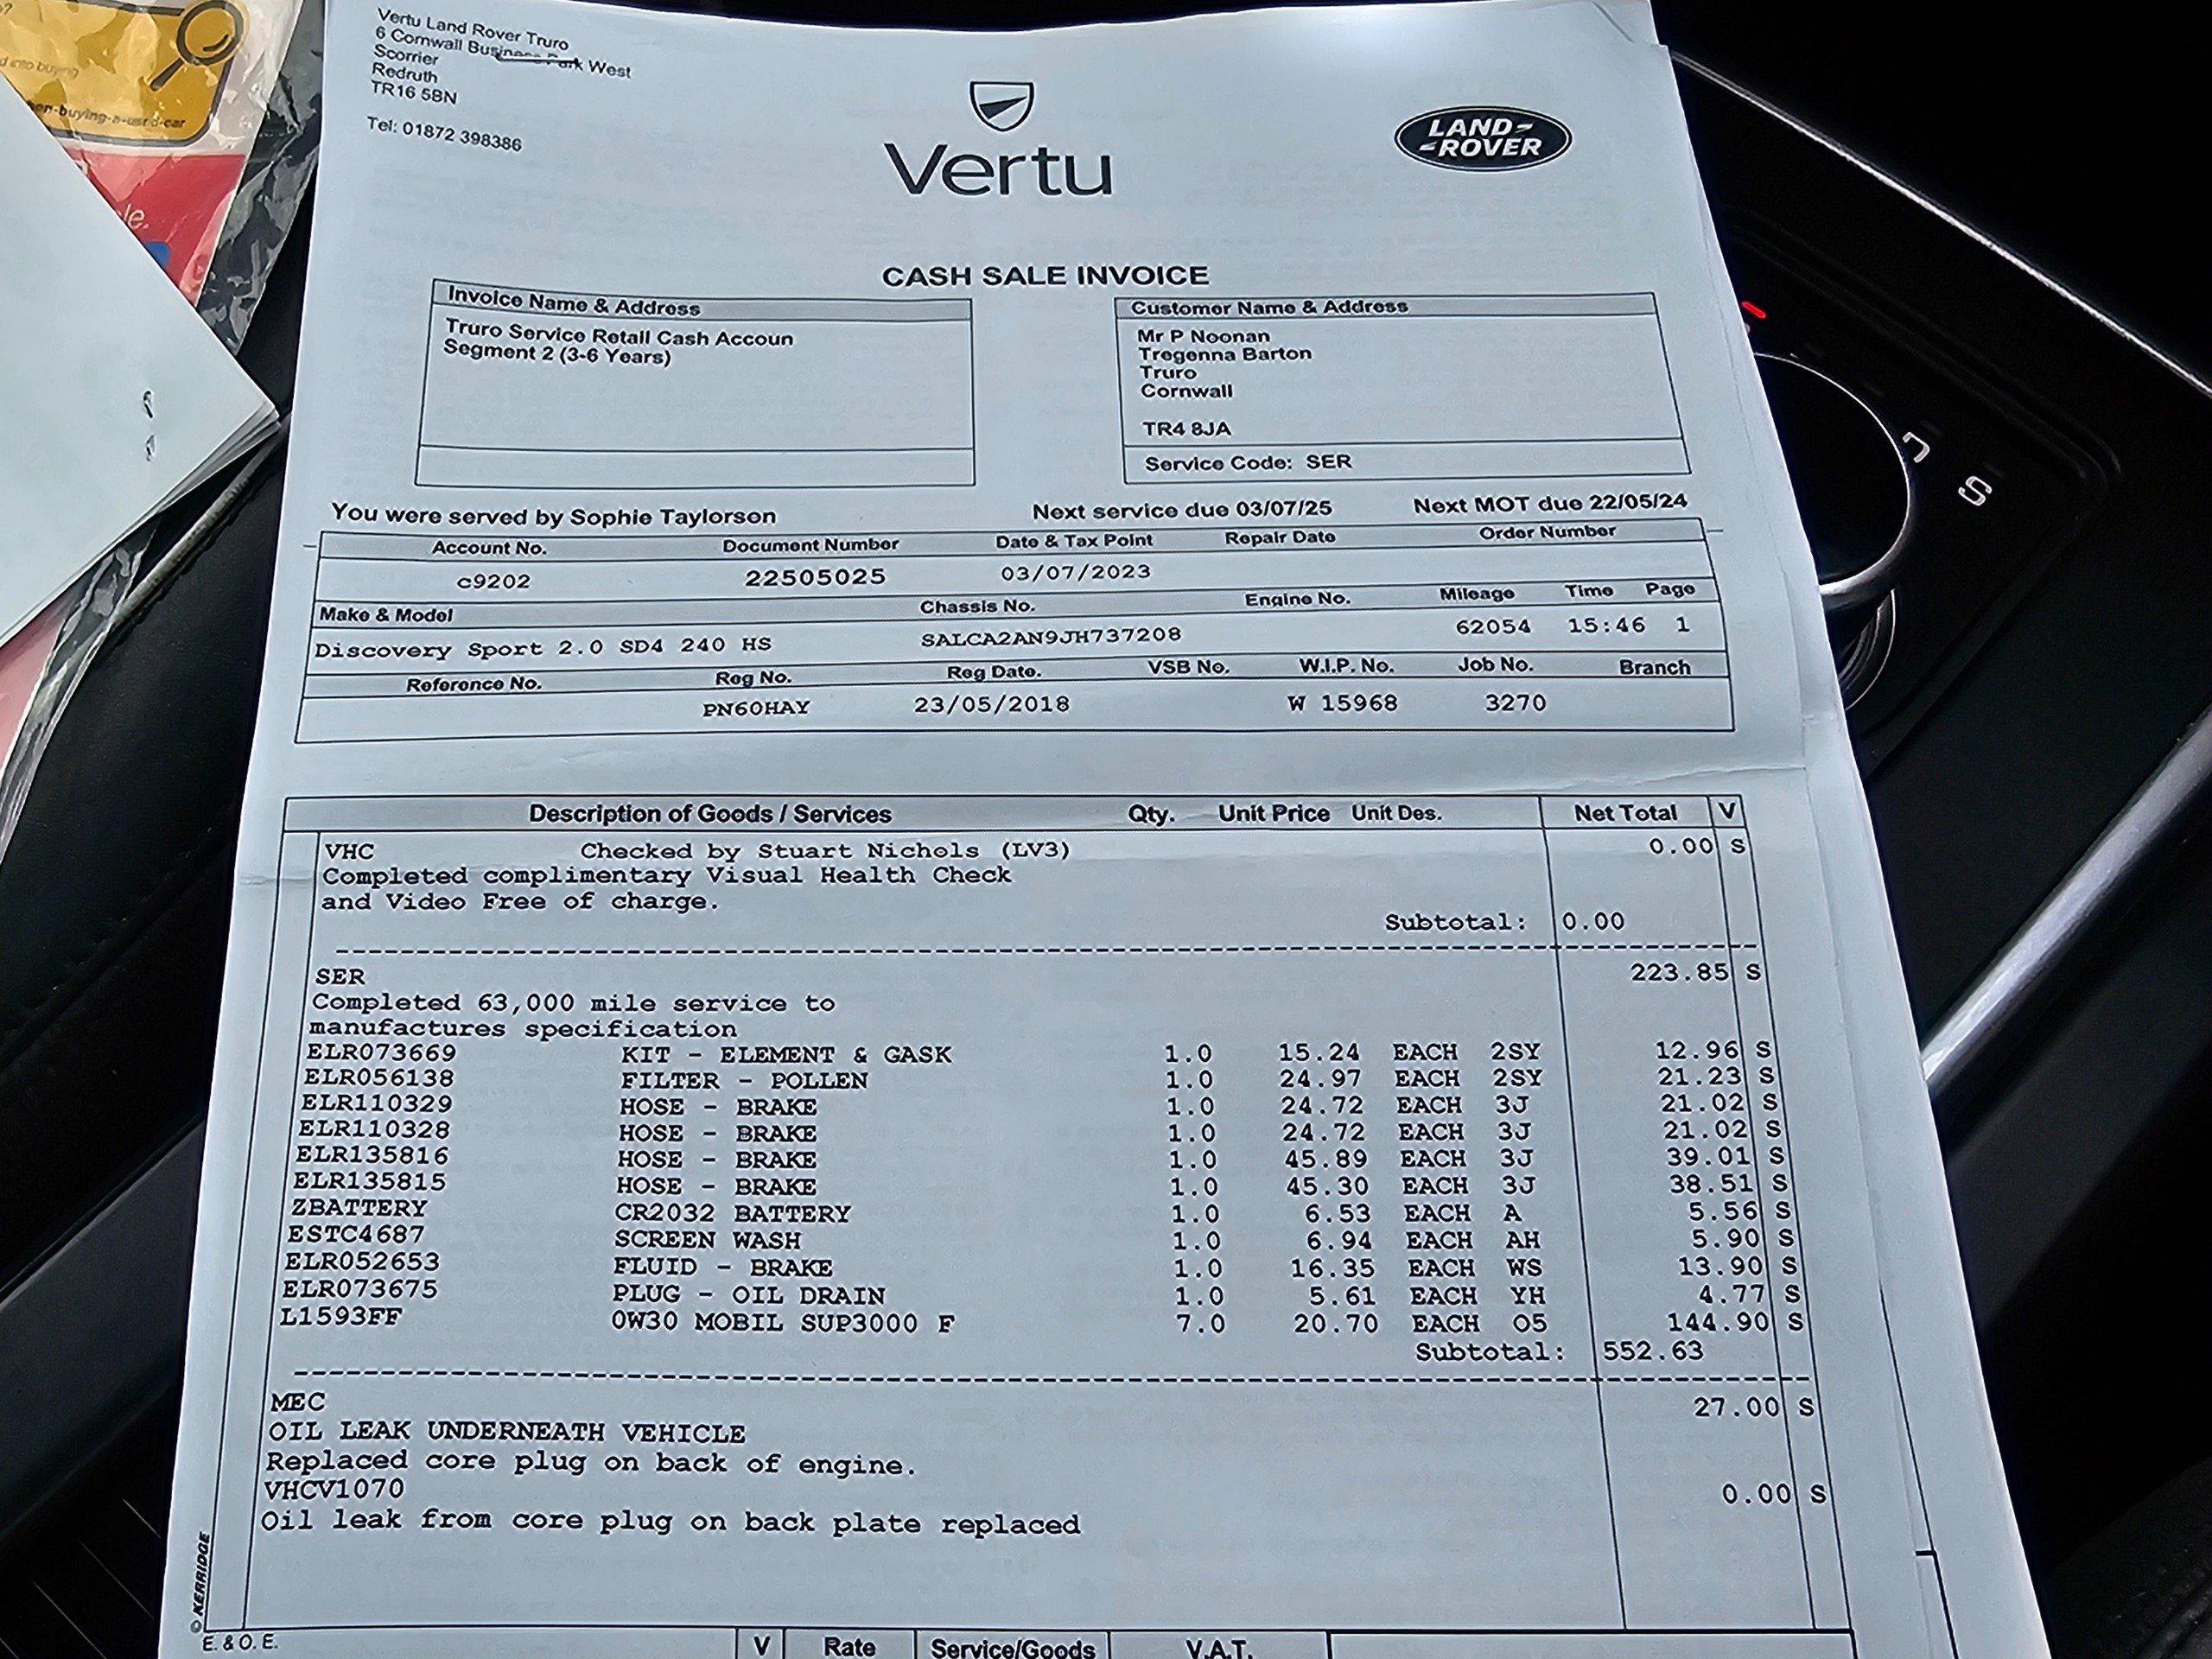 Vertu Land Rover Truro
6 Cornwall Business Park West
Scorrier
Redruth
TR16 5BN
Tel: 01872 398386
Vertu
LAND-
-ROVER
CASH SALE INVOICE
Invoice Name & Address
Truro Service Retail Cash Accoun
Segment 2 (3-6 Years)
Customer Name & Address
Mr P Noonan
Tregenna Barton
Truro
Cornwall
TR4 8JA
Service Code: SER
You were served by Sophie Taylorson Next service due 03/07/25 Next MOT due 22/05/24
Account No. Document Number Date & Tax Point Repair Date Order Number
c9202 22505025 03/07/2023
Make & Model Chassis No. Engine No. Mileage Time Page
Discovery Sport 2.0 SD4 240 HS SALCA2AN9JH737208 62054 15:46 1
Reference No. Reg No. Reg Date. VSB No. W.I.P. No. Job No. Branch
PN60HAY 23/05/2018 W 15968 3270
Description of Goods / Services Qty. Unit Price Unit Des. Net Total V
VHC Checked by Stuart Nichols (LV3) 0.00 S
Completed complimentary Visual Health Check
and Video Free of charge.
Subtotal: 0.00
SER 223.85 S
Completed 63,000 mile service to
manufactures specification
ELR073669 KIT - ELEMENT & GASK 1.0 15.24 EACH 2SY 12.96 S
ELR056138 FILTER - POLLEN 1.0 24.97 EACH 2SY 21.23 S
ELR110329 HOSE - BRAKE 1.0 24.72 EACH 3J 21.02 S
ELR110328 HOSE - BRAKE 1.0 24.72 EACH 3J 21.02 S
ELR135816 HOSE - BRAKE 1.0 45.89 EACH 3J 39.01 S
ELR135815 HOSE - BRAKE 1.0 45.30 EACH 3J 38.51 S
ZBATTERY CR2032 BATTERY 1.0 6.53 EACH A 5.56 S
ESTC4687 SCREEN WASH 1.0 6.94 EACH AH 5.90 S
ELR052653 FLUID - BRAKE 1.0 16.35 EACH WS 13.90 S
ELR073675 PLUG - OIL DRAIN 1.0 5.61 EACH YH 4.77 S
L1593FF 0W30 MOBIL SUP3000 F 7.0 20.70 EACH O5 144.90 S
Subtotal: 552.63
MEC 27.00 S
OIL LEAK UNDERNEATH VEHICLE
Replaced core plug on back of engine.
VHCV1070 0.00 S
Oil leak from core plug on back plate replaced
© KERRIDGE
E. & O. E.
V Rate Service/Goods V.A.T.
S
into buying
-buying-a-used-car